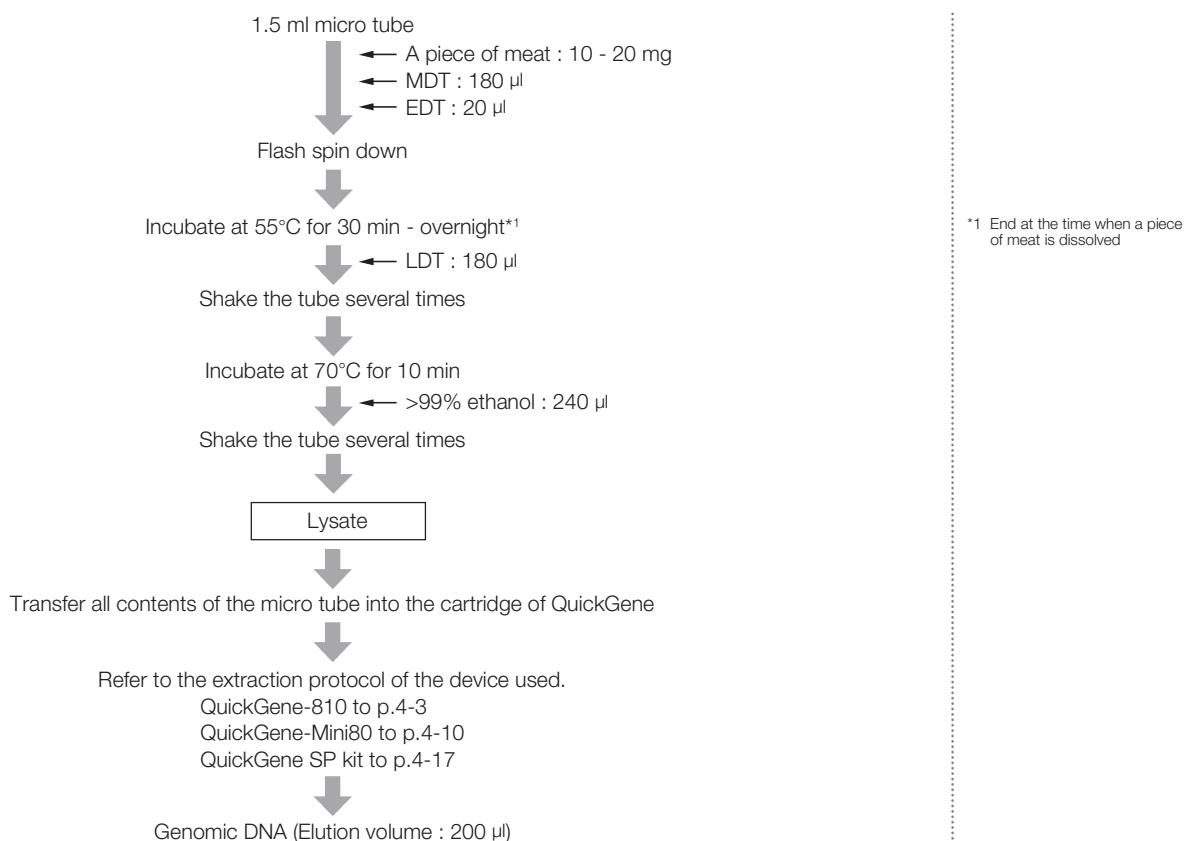 1.5 ml micro tube
A piece of meat : 10 - 20 mg
MDT : 180 µl
EDT : 20 µl
Flash spin down
Incubate at 55°C for 30 min - overnight*1
*1 End at the time when a piece
of meat is dissolved
LDT : 180 µl
Shake the tube several times
Incubate at 70°C for 10 min
>99% ethanol : 240 µl
Shake the tube several times
Lysate
Transfer all contents of the micro tube into the cartridge of QuickGene
Refer to the extraction protocol of the device used.
QuickGene-810 to p.4-3
QuickGene-Mini80 to p.4-10
QuickGene SP kit to p.4-17
Genomic DNA (Elution volume : 200 µl)